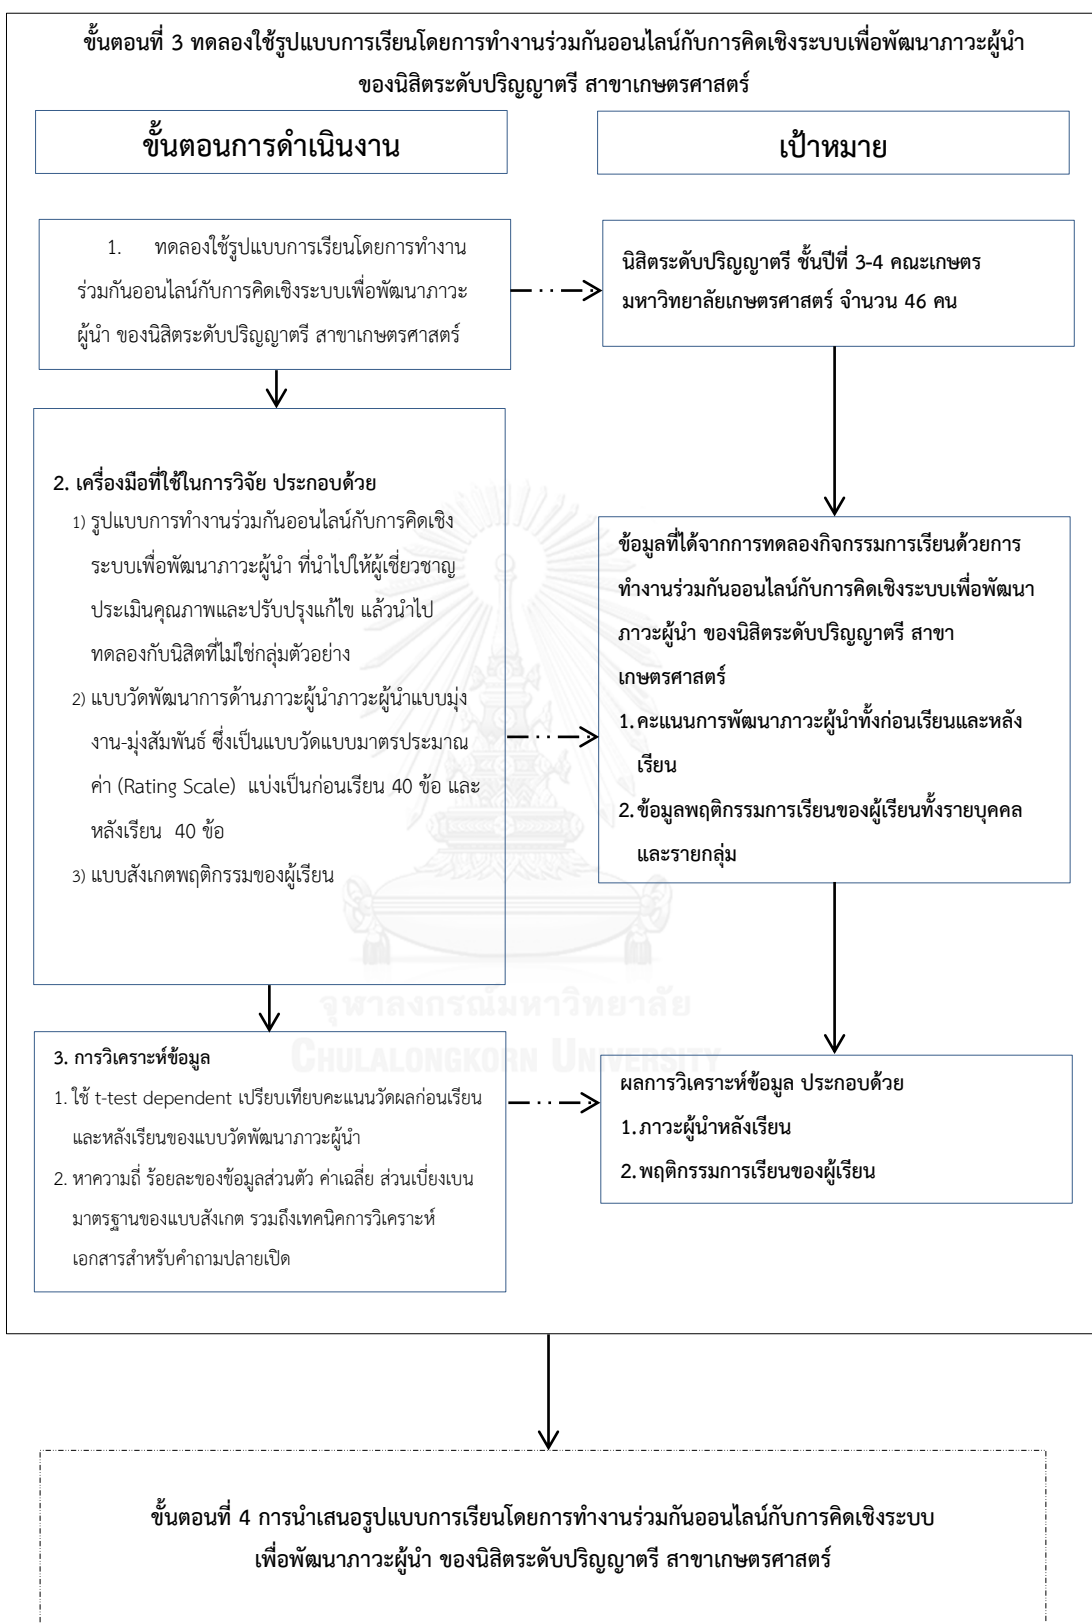 ขั้นตอนที่ 3 ทดลองใช้รูปแบบการเรียนโดยการทำงานร่วมกันออนไลน์กับการคิดเชิงระบบเพื่อพัฒนาภาวะผู้นำ
ของนิสิตระดับปริญญาตรี สาขาเกษตรศาสตร์
ขั้นตอนการดำเนินงาน
เป้าหมาย
1. ทดลองใช้รูปแบบการเรียนโดยการทำงาน
ร่วมกันออนไลน์กับการคิดเชิงระบบเพื่อพัฒนาภาวะ
ผู้นำ ของนิสิตระดับปริญญาตรี สาขาเกษตรศาสตร์
นิสิตระดับปริญญาตรี ชั้นปีที่ 3-4 คณะเกษตร
มหาวิทยาลัยเกษตรศาสตร์ จำนวน 46 คน
2. เครื่องมือที่ใช้ในการวิจัย ประกอบด้วย
1) รูปแบบการทำงานร่วมกันออนไลน์กับการคิดเชิง
ระบบเพื่อพัฒนาภาวะผู้นำ ที่นำไปให้ผู้เชี่ยวชาญ
ประเมินคุณภาพและปรับปรุงแก้ไข แล้วนำไป
ทดลองกับนิสิตที่ไม่ใช่กลุ่มตัวอย่าง
2) แบบวัดพัฒนาการด้านภาวะผู้นำภาวะผู้นำแบบมุ่ง
งาน-มุ่งสัมพันธ์ ซึ่งเป็นแบบวัดแบบมาตรประมาณ
ค่า (Rating Scale) แบ่งเป็นก่อนเรียน 40 ข้อ และ
หลังเรียน 40 ข้อ
3) แบบสังเกตพฤติกรรมของผู้เรียน
ข้อมูลที่ได้จากการทดลองกิจกรรมการเรียนด้วยการ
ทำงานร่วมกันออนไลน์กับการคิดเชิงระบบเพื่อพัฒนา
ภาวะผู้นำ ของนิสิตระดับปริญญาตรี สาขา
เกษตรศาสตร์
1. คะแนนการพัฒนาภาวะผู้นำทั้งก่อนเรียนและหลัง
เรียน
2. ข้อมูลพฤติกรรมการเรียนของผู้เรียนทั้งรายบุคคล
และรายกลุ่ม
จุฬาลงกรณ์มหาวิทยาลัย
CHULALONGKORN UNIVERSITY
3. การวิเคราะห์ข้อมูล
1. ใช้ t-test dependent เปรียบเทียบคะแนนวัดผลก่อนเรียน
และหลังเรียนของแบบวัดพัฒนาภาวะผู้นำ
2. หาความถี่ ร้อยละของข้อมูลส่วนตัว ค่าเฉลี่ย ส่วนเบี่ยงเบน
มาตรฐานของแบบสังเกต รวมถึงเทคนิคการวิเคราะห์
เอกสารสำหรับคำถามปลายเปิด
ผลการวิเคราะห์ข้อมูล ประกอบด้วย
1. ภาวะผู้นำหลังเรียน
2. พฤติกรรมการเรียนของผู้เรียน
ขั้นตอนที่ 4 การนำเสนอรูปแบบการเรียนโดยการทำงานร่วมกันออนไลน์กับการคิดเชิงระบบ
เพื่อพัฒนาภาวะผู้นำ ของนิสิตระดับปริญญาตรี สาขาเกษตรศาสตร์